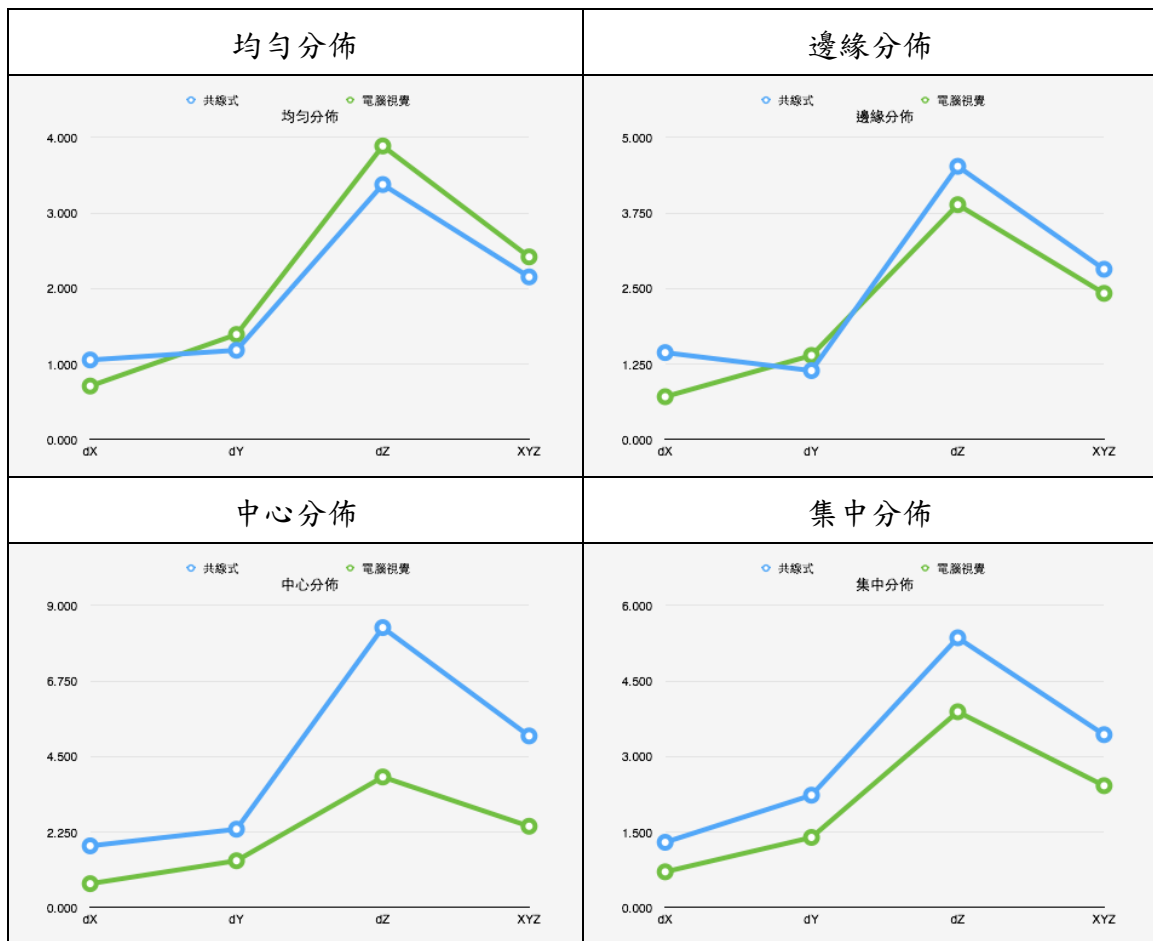 均勻分佈
邊緣分佈
共線式 電腦視覺
均勻分佈
4.000
3.000
2.000
1.000
0.000
dX dY dZ XYZ
共線式 電腦視覺
邊緣分佈
5.000
3.750
2.500
1.250
0.000
dX dY dZ XYZ
中心分佈
集中分佈
共線式 電腦視覺
中心分佈
9.000
6.750
4.500
2.250
0.000
dX dY dZ XYZ
共線式 電腦視覺
集中分佈
6.000
4.500
3.000
1.500
0.000
dX dY dZ XYZ